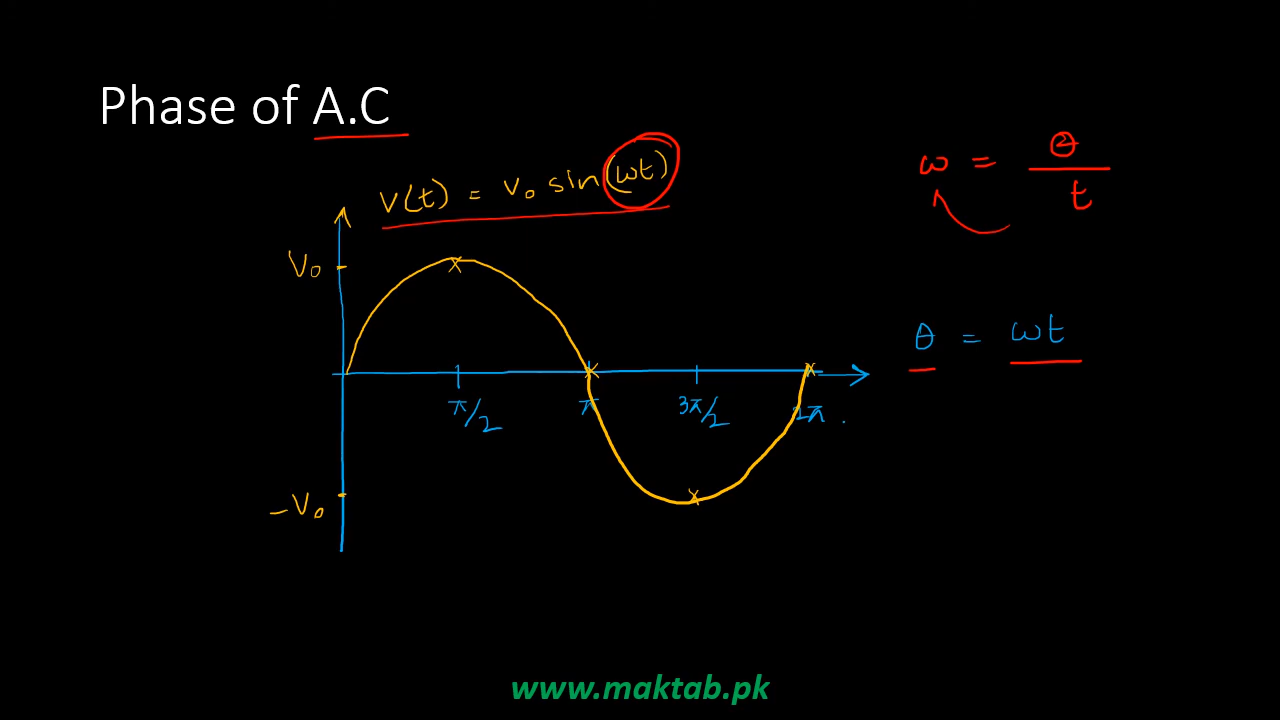 Phase of A.C
V(t) = V₀ sin(ωt)
ω = θ/t
V₀
θ = ωt
π/2
π
3π/2
2π
-V₀
www.maktab.pk